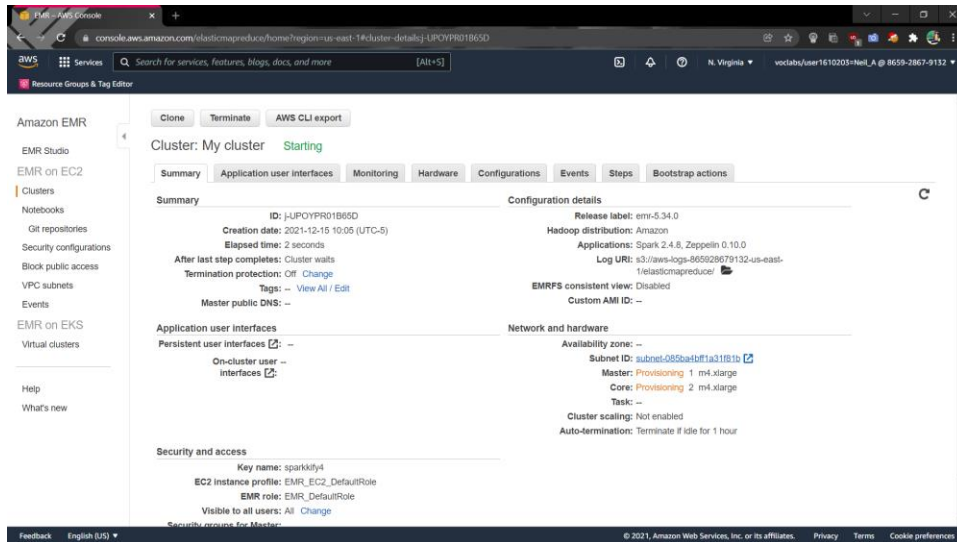 EMR – AWS Console
console.aws.amazon.com/elasticmapreduce/home?region=us-east-1#cluster-details:j-UPOYPR01B65D
aws Services Search for services, features, blogs, docs, and more [Alt+S] N. Virginia voclabs/user1610203=Neil_A @ 8659-2867-9132
Resource Groups & Tag Editor
Amazon EMR
EMR Studio
EMR on EC2
Clusters
Notebooks
Git repositories
Security configurations
Block public access
VPC subnets
Events
EMR on EKS
Virtual clusters
Help
What's new
Clone Terminate AWS CLI export
Cluster: My cluster Starting
Summary Application user interfaces Monitoring Hardware Configurations Events Steps Bootstrap actions
Summary
ID: j-UPOYPR01B65D
Creation date: 2021-12-15 10:05 (UTC-5)
Elapsed time: 2 seconds
After last step completes: Cluster waits
Termination protection: Off Change
Tags: -- View All / Edit
Master public DNS: --
Configuration details
Release label: emr-5.34.0
Hadoop distribution: Amazon
Applications: Spark 2.4.8, Zeppelin 0.10.0
Log URI: s3://aws-logs-865928679132-us-east-
1/elasticmapreduce/
EMRFS consistent view: Disabled
Custom AMI ID: --
Application user interfaces
Persistent user interfaces : --
On-cluster user --
interfaces :
Network and hardware
Availability zone: --
Subnet ID: subnet-085ba4bff1a31f81b
Master: Provisioning 1 m4.xlarge
Core: Provisioning 2 m4.xlarge
Task: --
Cluster scaling: Not enabled
Auto-termination: Terminate if idle for 1 hour
Security and access
Key name: sparkkify4
EC2 instance profile: EMR_EC2_DefaultRole
EMR role: EMR_DefaultRole
Visible to all users: All Change
Security groups for Master:
Feedback English (US) © 2021, Amazon Web Services, Inc. or its affiliates. Privacy Terms Cookie preferences